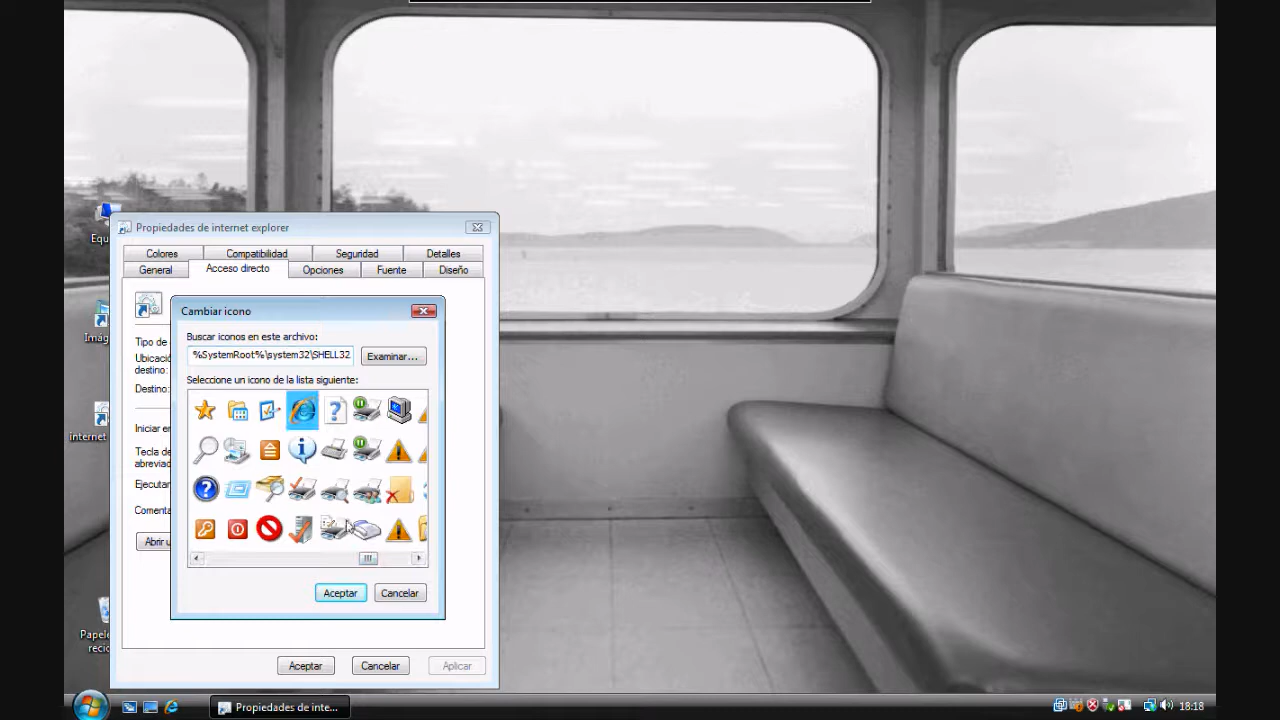 Equ
Imág
internet
Papele
recic
Propiedades de internet explorer
Colores
Compatibilidad
Seguridad
Detalles
General
Acceso directo
Opciones
Fuente
Diseño
Tipo de
Ubicació
destino:
Destino:
Iniciar en
Tecla de
abreviad
Ejecutar
Comenta
Abrir u
Cambiar icono
Buscar iconos en este archivo:
%SystemRoot%\system32\SHELL32
Examinar...
Seleccione un icono de la lista siguiente:
Aceptar
Cancelar
Aceptar
Cancelar
Aplicar
Propiedades de inte...
18:18